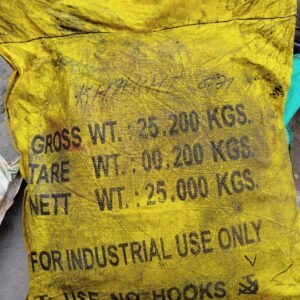 GROSS WT. : 25.200 KGS.
TARE WT. : 00.200 KGS.
NETT WT. : 25.000 KGS.
FOR INDUSTRIAL USE ONLY
USE NO HOOKS